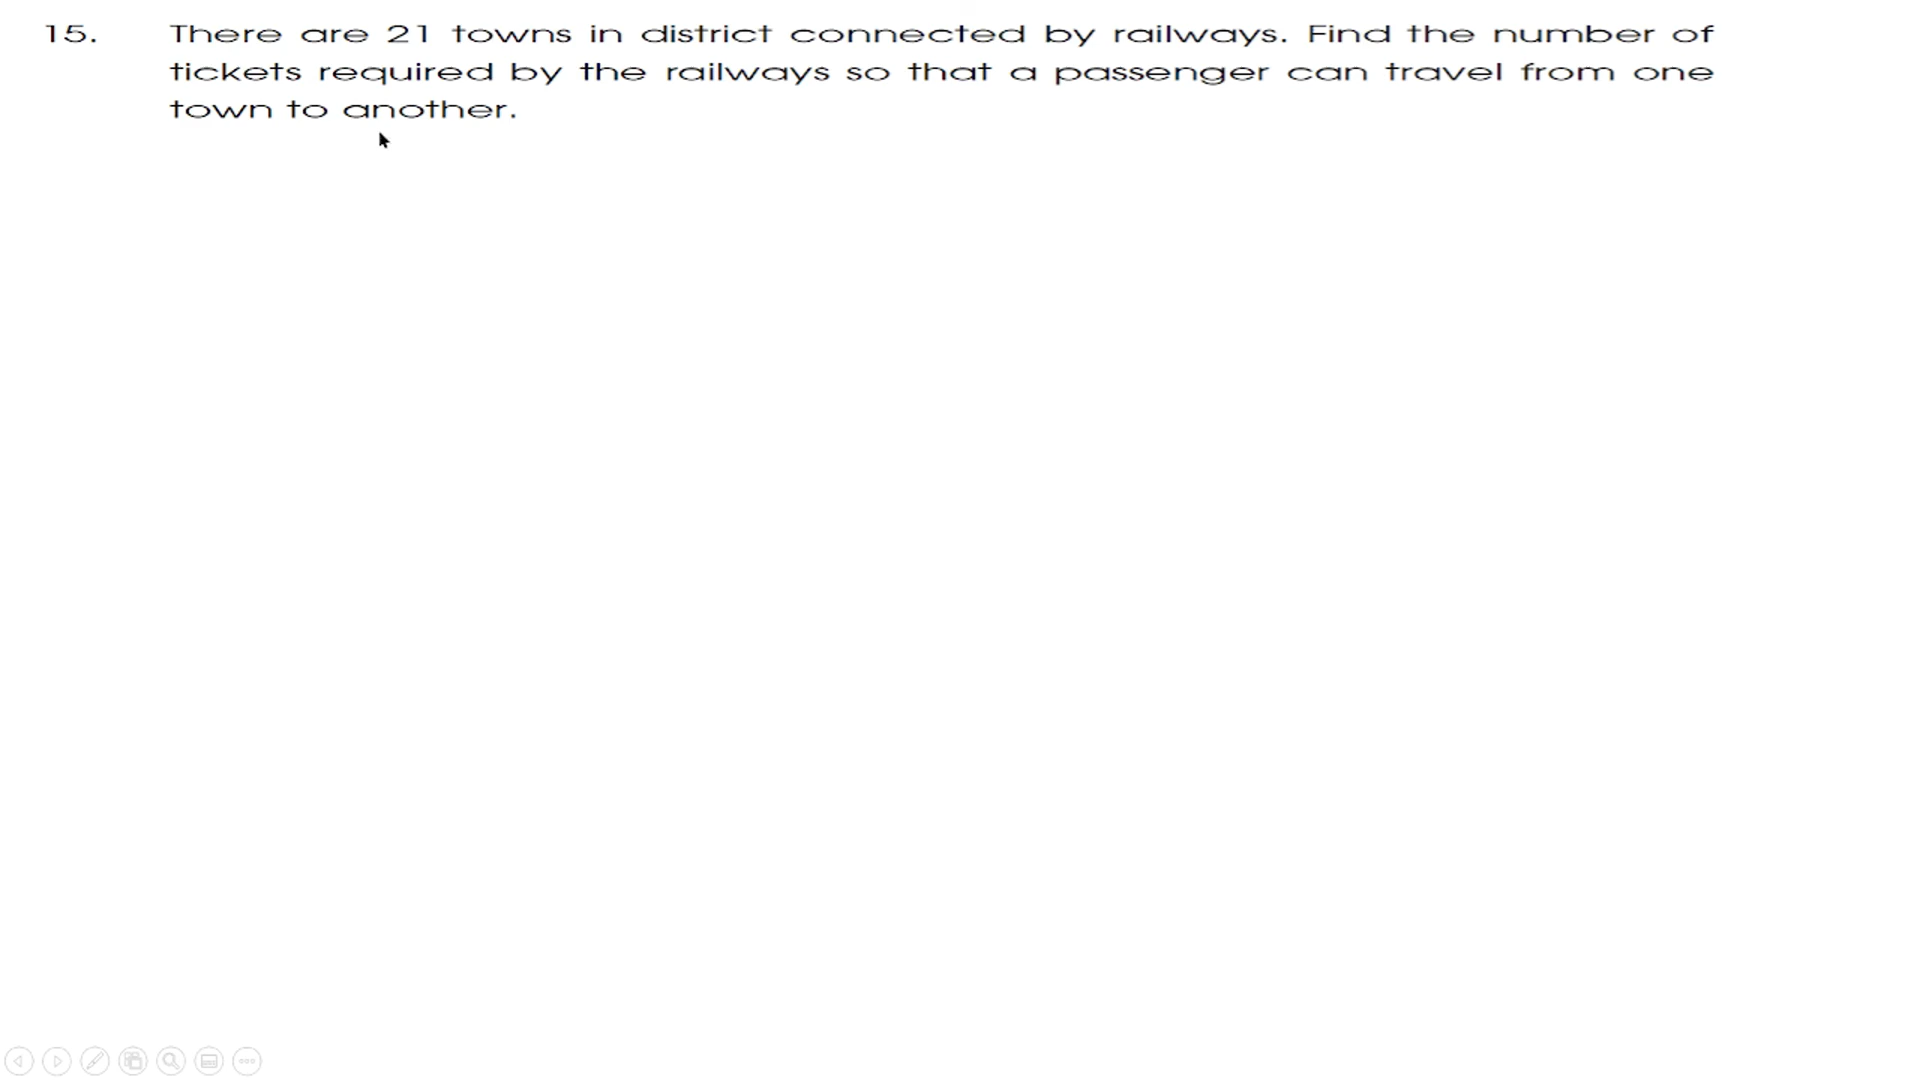 15. There are 21 towns in district connected by railways. Find the number of
tickets required by the railways so that a passenger can travel from one
town to another.